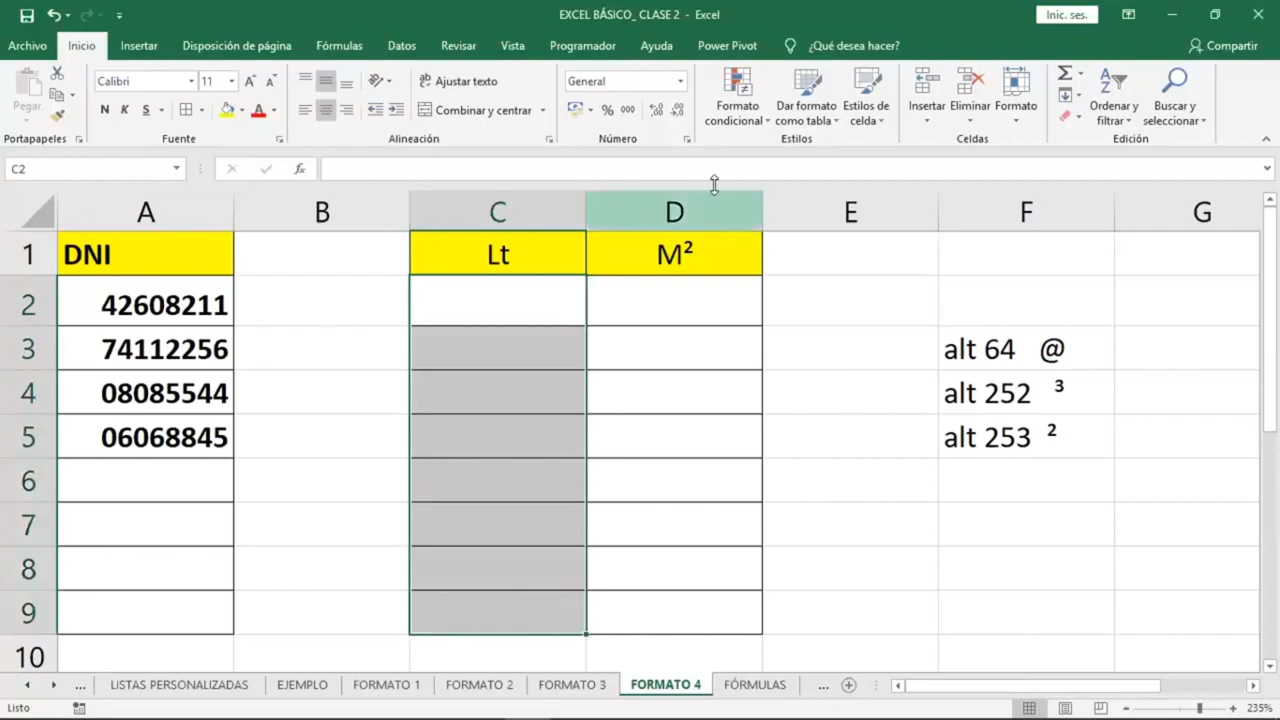 EXCEL BÁSICO_ CLASE 2 - Excel
Inic. ses.
Archivo Inicio Insertar Disposición de página Fórmulas Datos Revisar Vista Programador Ayuda Power Pivot ¿Qué desea hacer? Compartir
Pegar
Calibri 11
N K S
Ajustar texto
Combinar y centrar
General
% 000
Formato condicional
Dar formato como tabla
Estilos de celda
Insertar Eliminar Formato
Ordenar y filtrar
Buscar y seleccionar
Portapapeles Fuente Alineación Número Estilos Celdas Edición
C2
fx
A B C D E F G
1 DNI Lt M²
2 42608211
3 74112256 alt 64 @
4 08085544 alt 252 ³
5 06068845 alt 253 ²
6
7
8
9
10
... LISTAS PERSONALIZADAS EJEMPLO FORMATO 1 FORMATO 2 FORMATO 3 FORMATO 4 FÓRMULAS ...
Listo 235%